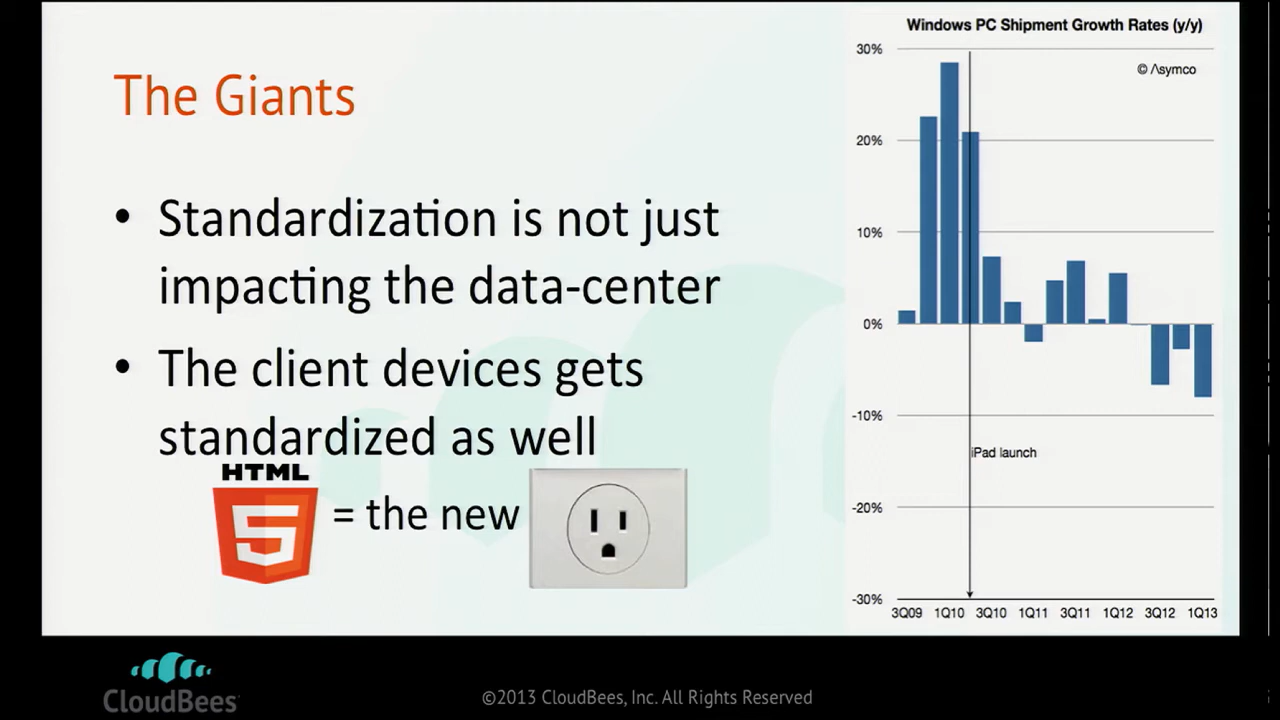 The Giants
• Standardization is not just
impacting the data-center
• The client devices gets
standardized as well
HTML
5
= the new
Windows PC Shipment Growth Rates (y/y)
© /\symco
30%
20%
10%
0%
-10%
iPad launch
-20%
-30%
3Q09 1Q10 3Q10 1Q11 3Q11 1Q12 3Q12 1Q13
CloudBees
©2013 CloudBees, Inc. All Rights Reserved